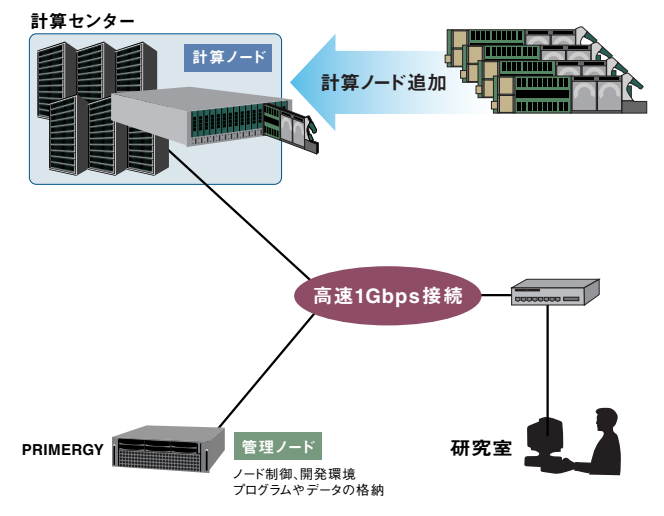 計算センター
計算ノード
計算ノード追加
高速1Gbps接続
PRIMERGY
管理ノード
ノード制御、開発環境
プログラムやデータの格納
研究室